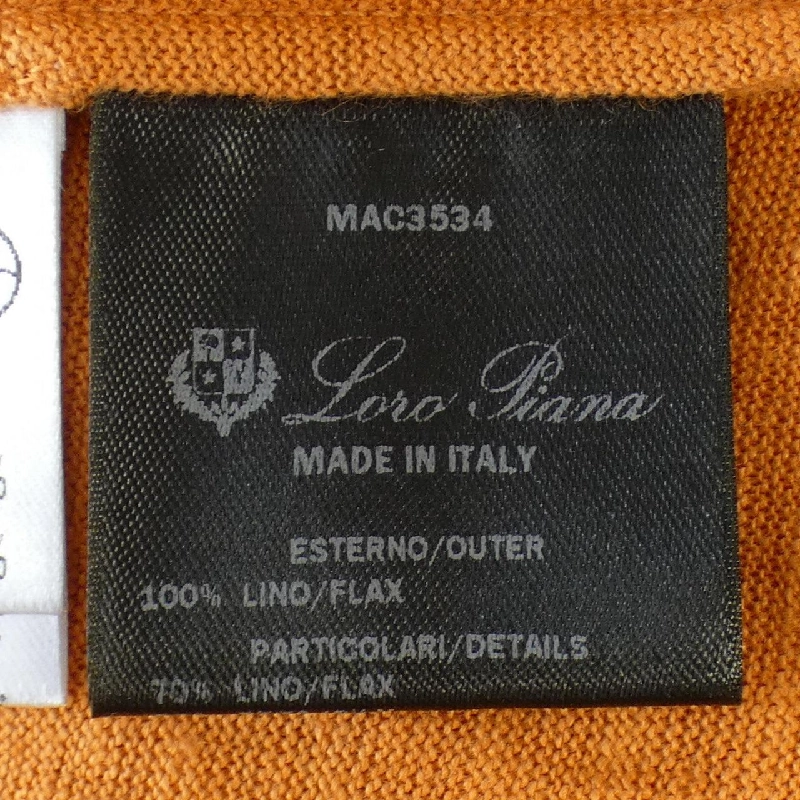 MAC3534
Loro Piana
MADE IN ITALY
ESTERNO/OUTER
100% LINO/FLAX
PARTICOLARI/DETAILS
70% LINO/FLAX